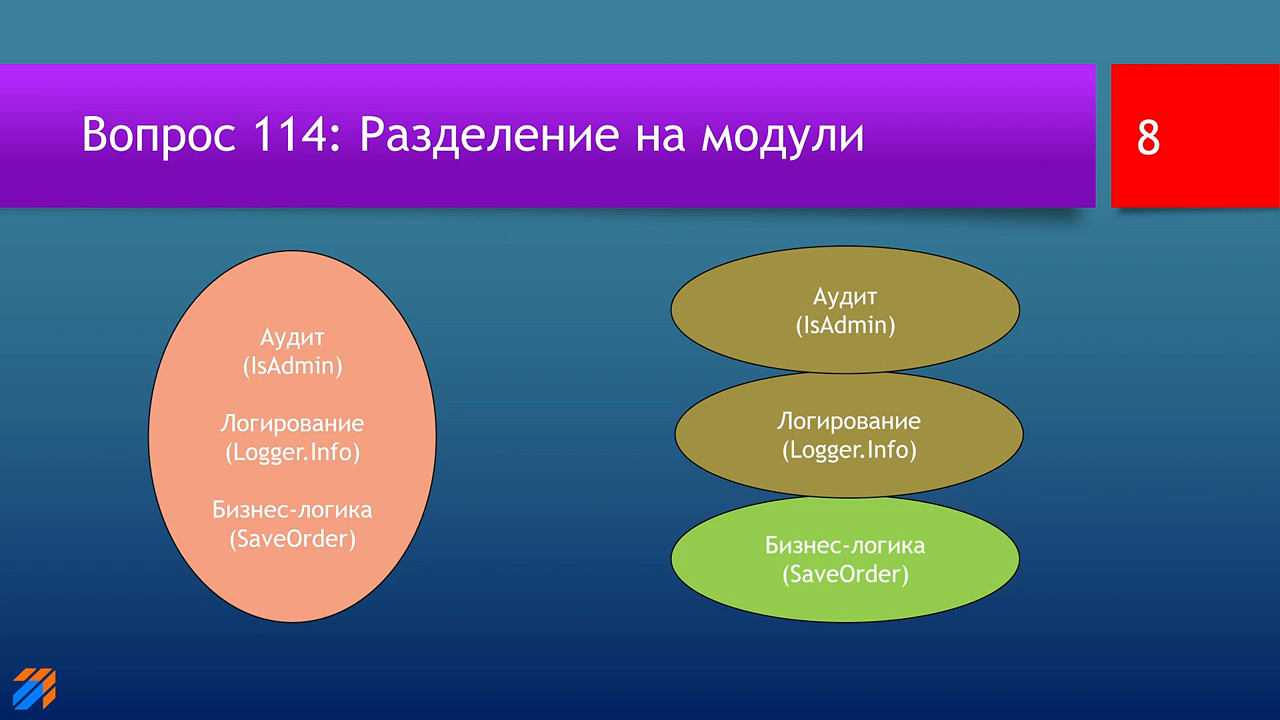 Вопрос 114: Разделение на модули
8
Аудит
(IsAdmin)
Логирование
(Logger.Info)
Бизнес-логика
(SaveOrder)
Аудит
(IsAdmin)
Логирование
(Logger.Info)
Бизнес-логика
(SaveOrder)